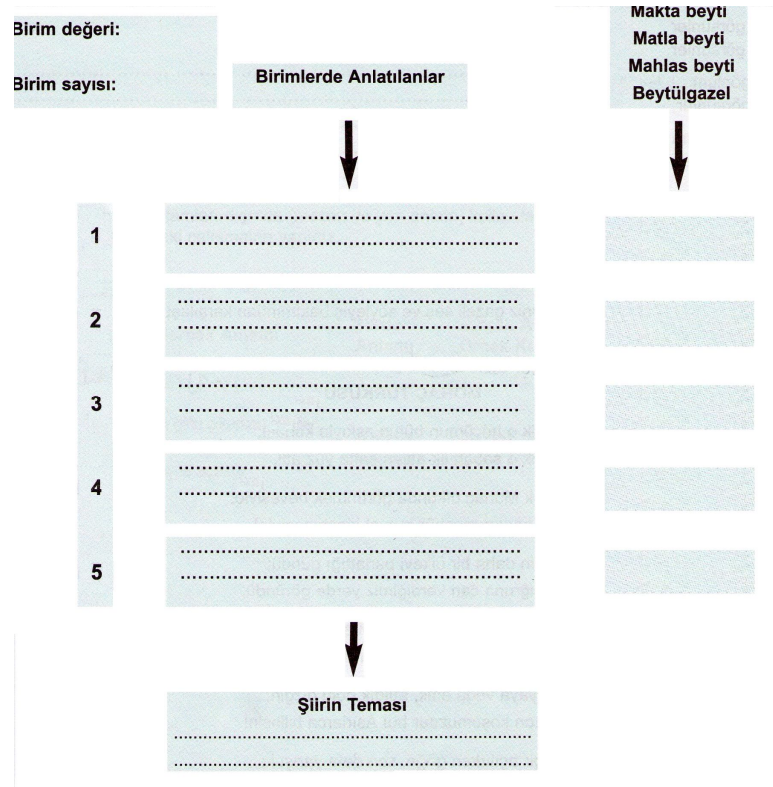 Birim değeri:
Birim sayısı:
Birimlerde Anlatılanlar
Makta beyti
Matla beyti
Mahlas beyti
Beytülgazel
1
2
3
4
5
Şiirin Teması